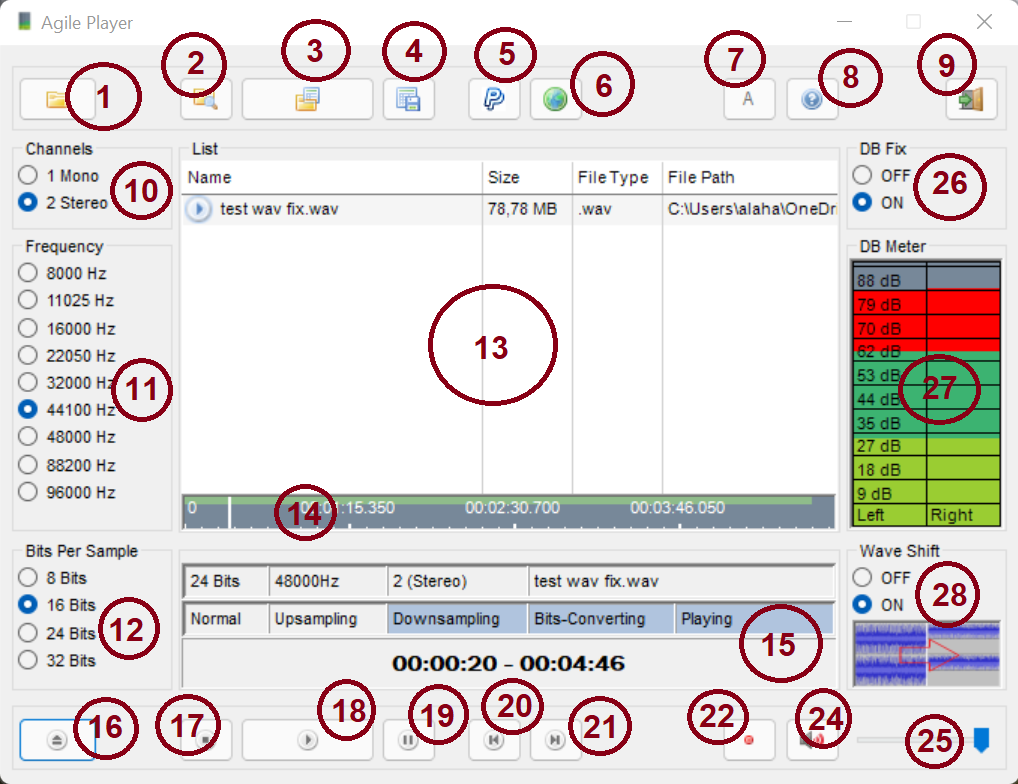 Agile Player
1 2 3 4 5 6 7 8 9
A
Channels
1 Mono
2 Stereo
10
Frequency
8000 Hz
11025 Hz
16000 Hz
22050 Hz
32000 Hz
44100 Hz
48000 Hz
88200 Hz
96000 Hz
11
Bits Per Sample
8 Bits
16 Bits
24 Bits
32 Bits
12
List
Name Size File Type File Path
test wav fix.wav 78,78 MB .wav C:\Users\alaha\OneDri
13
0 00:01:15.350 00:02:30.700 00:03:46.050
14
24 Bits 48000Hz 2 (Stereo) test wav fix.wav
Normal Upsampling Downsampling Bits-Converting Playing
00:00:20 - 00:04:46
15
DB Fix
OFF
ON
26
DB Meter
88 dB
79 dB
70 dB
62 dB
53 dB
44 dB
35 dB
27 dB
18 dB
9 dB
Left Right
27
Wave Shift
OFF
ON
28
16 17 18 19 20 21 22 24 25